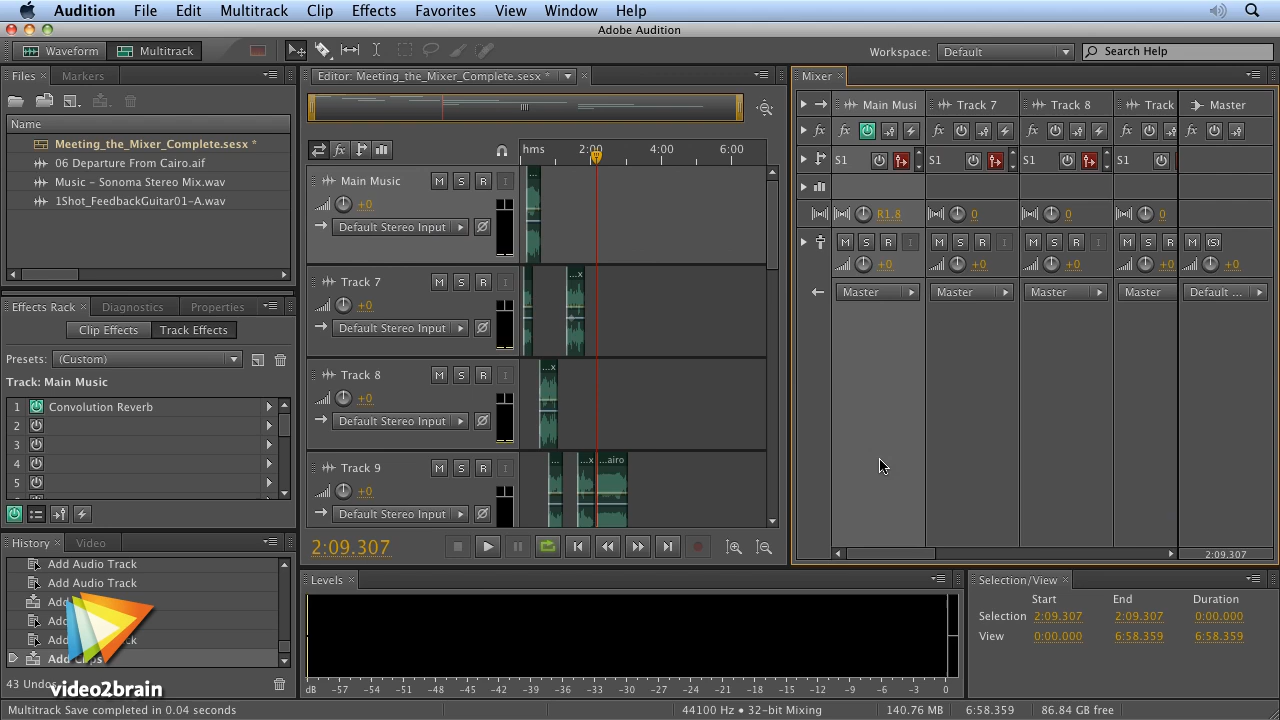 Audition File Edit Multitrack Clip Effects Favorites View Window Help
Adobe Audition
Waveform Multitrack Workspace: Default Search Help
Files × Markers
Name
Meeting_the_Mixer_Complete.sesx *
06 Departure From Cairo.aif
Music – Sonoma Stereo Mix.wav
1Shot_FeedbackGuitar01-A.wav
Effects Rack × Diagnostics Properties
Clip Effects Track Effects
Presets: (Custom)
Track: Main Music
1 Convolution Reverb
2
3
4
5
History × Video
Add Audio Track
Add Audio Track
43 Undos
video2brain
Multitrack Save completed in 0.04 seconds
Editor: Meeting_the_Mixer_Complete.sesx *
fx hms 2:00 4:00 6:00
Main Music M S R I
+0
Default Stereo Input
...
Track 7 M S R I
+0
Default Stereo Input
...x
Track 8 M S R I
+0
Default Stereo Input
...x
Track 9 M S R I
+0
Default Stereo Input
... ...x ...airo
2:09.307
Mixer ×
Main Musi Track 7 Track 8 Track Master
fx fx fx fx fx
S1 S1 S1 S1
R1.8 0 0 0
M S R I M S R I M S R I M S R M (S)
+0 +0 +0 +0 +0
Master Master Master Master Default ...
2:09.307
Levels ×
dB -57 -54 -51 -48 -45 -42 -39 -36 -33 -30 -27 -24 -21 -18 -15 -12 -9 -6 -3 0
Selection/View ×
Start End Duration
Selection 2:09.307 2:09.307 0:00.000
View 0:00.000 6:58.359 6:58.359
44100 Hz • 32-bit Mixing 140.76 MB 6:58.359 86.84 GB free